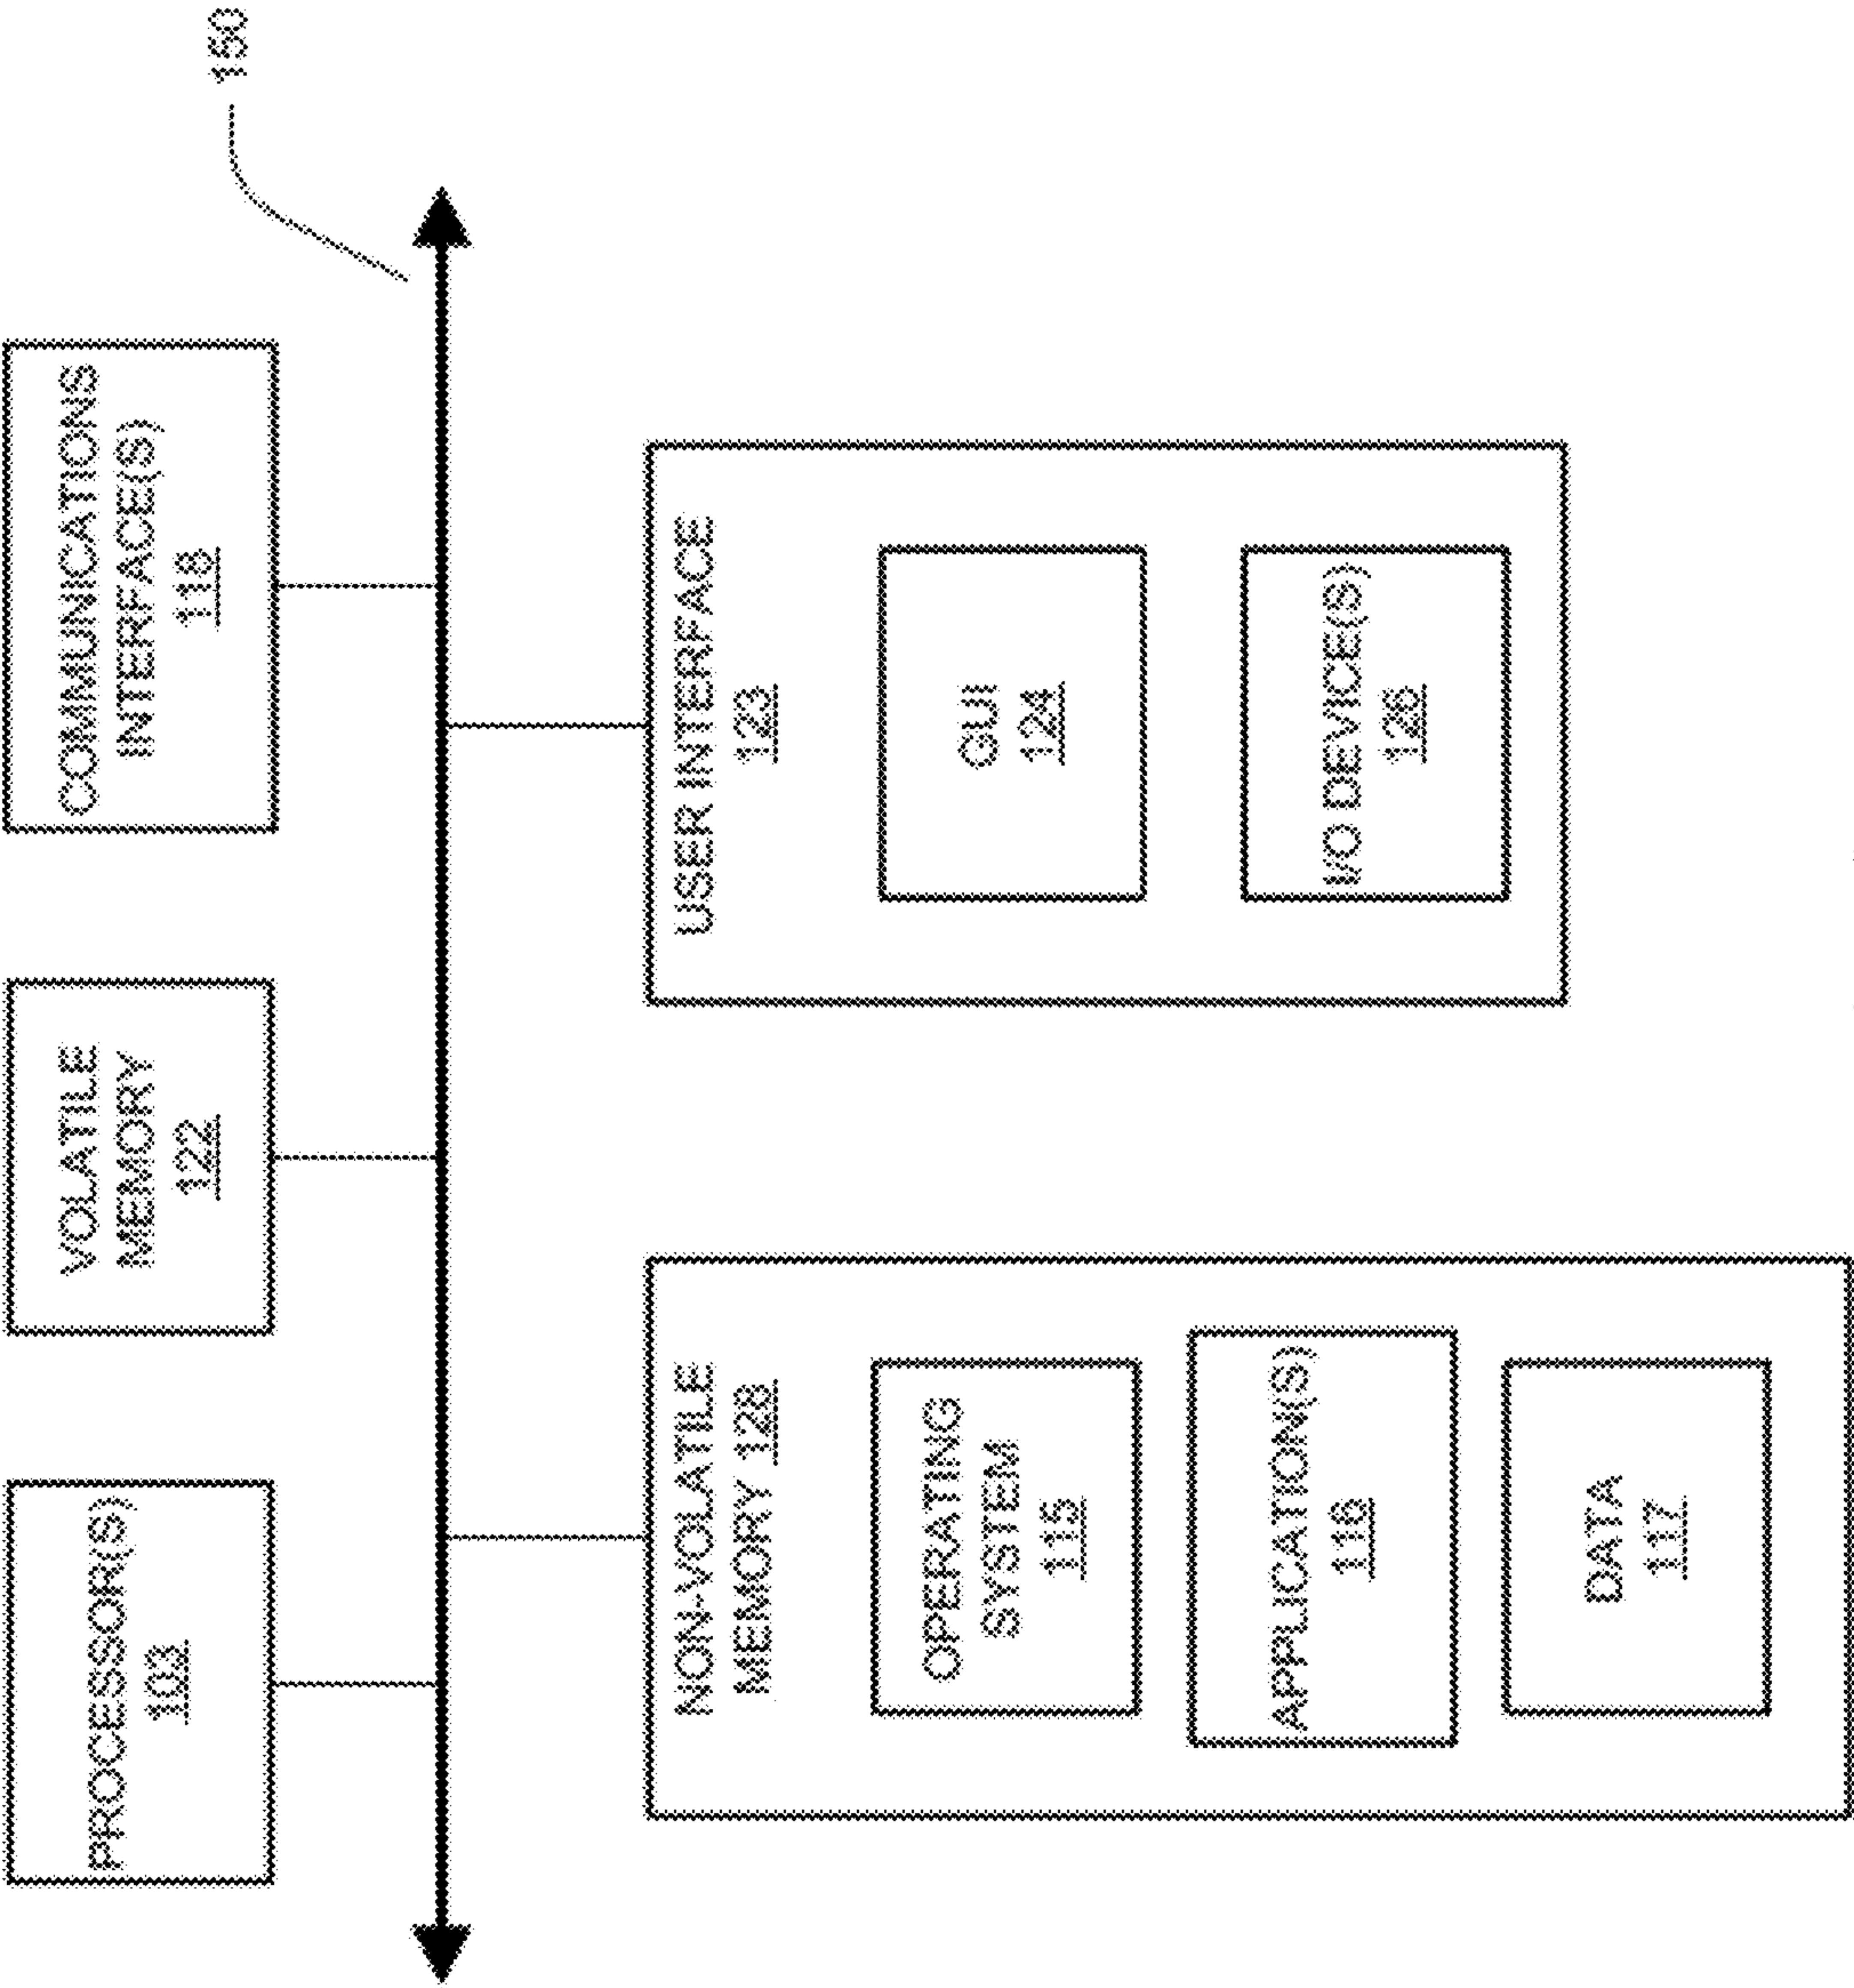 PROCESSOR(S)
103
VOLATILE
MEMORY
122
COMMUNICATIONS
INTERFACE(S)
118
150
NON-VOLATILE
MEMORY 128
OPERATING
SYSTEM
115
APPLICATION(S)
116
DATA
117
USER INTERFACE
123
GUI
124
I/O DEVICE(S)
126